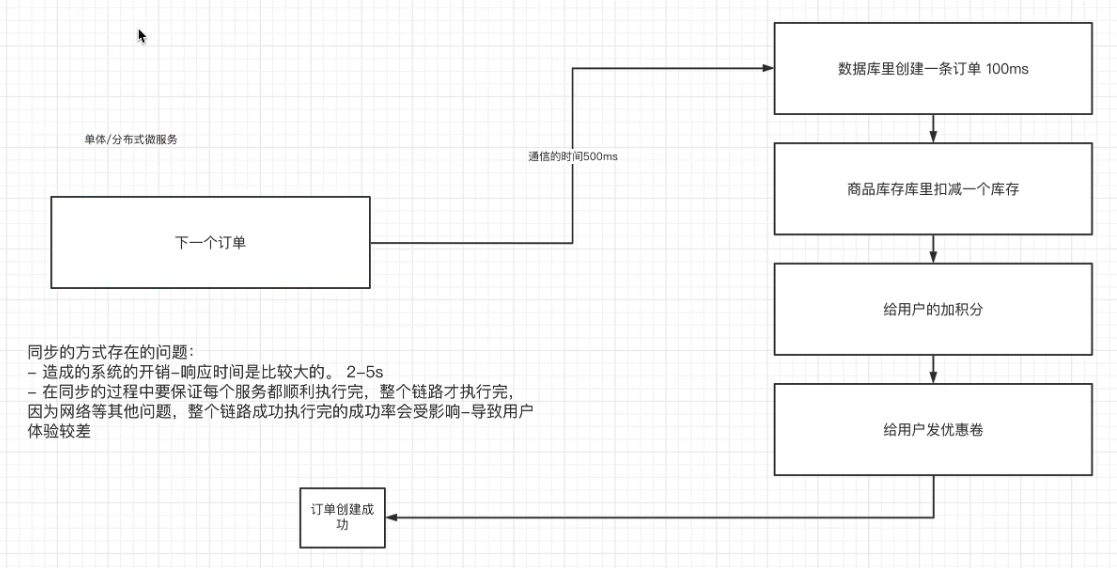 数据库里创建一条订单 100ms
单体/分布式微服务
通信的时间500ms
商品库存库里扣减一个库存
下一个订单
给用户的加积分
同步的方式存在的问题：
- 造成的系统的开销-响应时间是比较大的。 2-5s
- 在同步的过程中要保证每个服务都顺利执行完，整个链路才执行完，
因为网络等其他问题，整个链路成功执行完的成功率会受影响-导致用户
体验较差
给用户发优惠卷
订单创建成
功